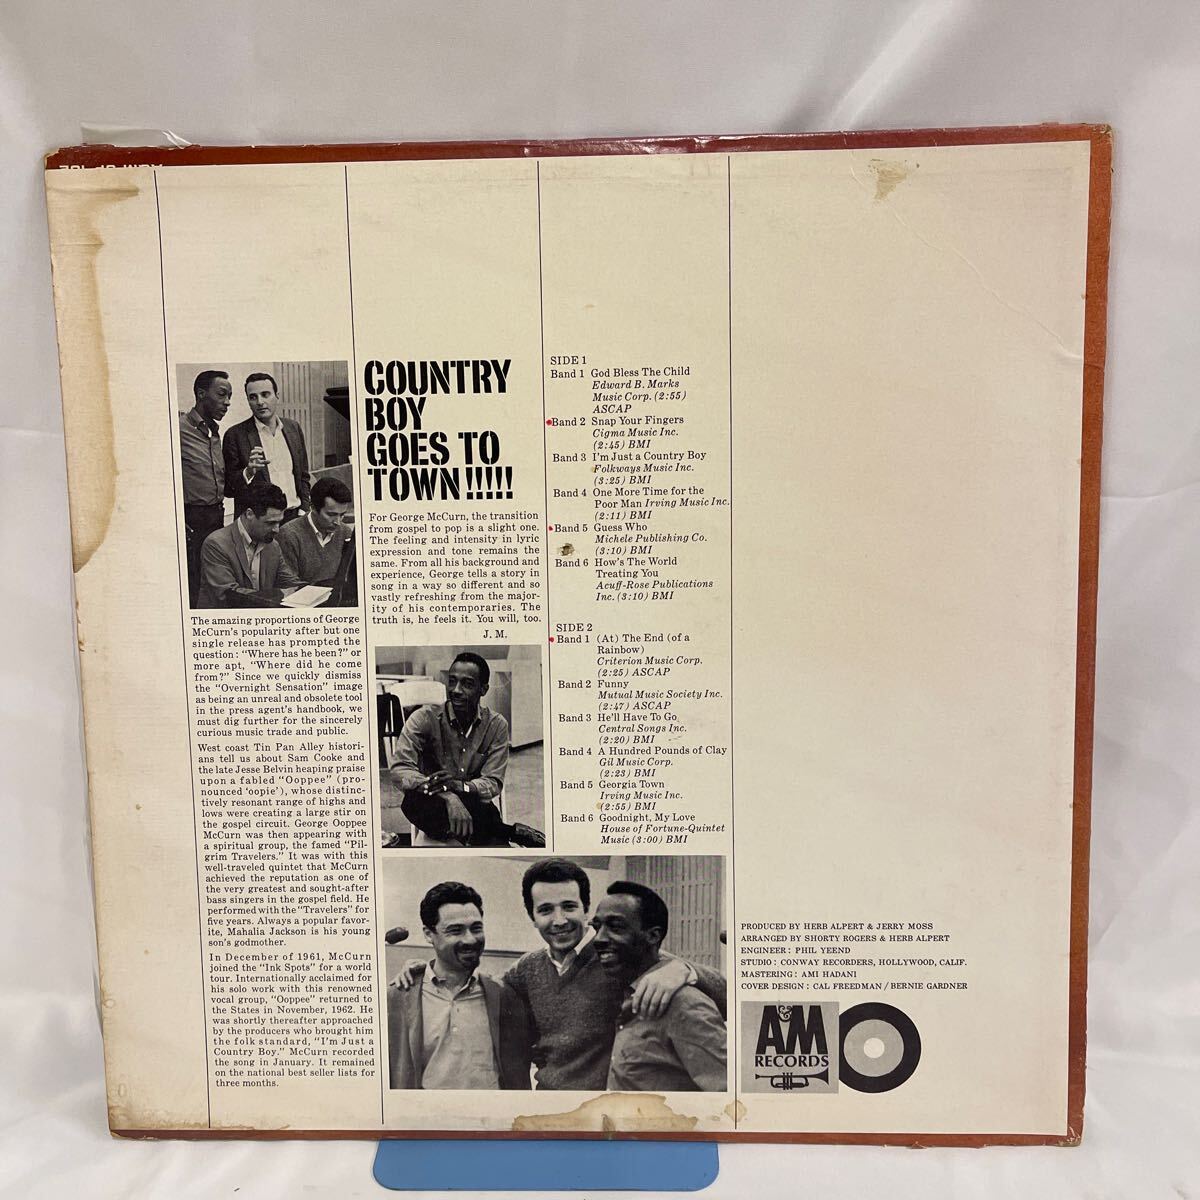 COUNTRY
BOY
GOES TO
TOWN!!!!!
The amazing proportions of George
McCurn's popularity after but one
single release has prompted the
question: "Where has he been?" or
more apt, "Where did he come
from?" Since we quickly dismiss
the "Overnight Sensation" image
as being an unreal and obsolete tool
in the press agent's handbook, we
must dig further for the sincerely
curious music trade and public.
West coast Tin Pan Alley histori-
ans tell us about Sam Cooke and
the late Jesse Belvin heaping praise
upon a fabled "Ooppee" (pro-
nounced 'oopie'), whose distinc-
tively resonant range of highs and
lows were creating a large stir on
the gospel circuit. George Ooppee
McCurn was then appearing with
a spiritual group, the famed "Pil-
grim Travelers." It was with this
well-traveled quintet that McCurn
achieved the reputation as one of
the very greatest and sought-after
bass singers in the gospel field. He
performed with the "Travelers" for
five years. Always a popular favor-
ite, Mahalia Jackson is his young
son's godmother.
In December of 1961, McCurn
joined the "Ink Spots" for a world
tour. Internationally acclaimed for
his solo work with this renowned
vocal group, "Ooppee" returned to
the States in November, 1962. He
was shortly thereafter approached
by the producers who brought him
the folk standard, "I'm Just a
Country Boy." McCurn recorded
the song in January. It remained
on the national best seller lists for
three months.
For George McCurn, the transition
from gospel to pop is a slight one.
The feeling and intensity in lyric
expression and tone remains the
same. From all his background and
experience, George tells a story in
song in a way so different and so
vastly refreshing from the major-
ity of his contemporaries. The
truth is, he feels it. You will, too.
J. M.
SIDE 1
Band 1 God Bless The Child
Edward B. Marks
Music Corp. (2:55)
ASCAP
Band 2 Snap Your Fingers
Cigma Music Inc.
(2:45) BMI
Band 3 I'm Just a Country Boy
Folkways Music Inc.
(3:25) BMI
Band 4 One More Time for the
Poor Man Irving Music Inc.
(2:11) BMI
Band 5 Guess Who
Michele Publishing Co.
(3:10) BMI
Band 6 How's The World
Treating You
Acuff-Rose Publications
Inc. (3:10) BMI
SIDE 2
Band 1 (At) The End (of a
Rainbow)
Criterion Music Corp.
(2:25) ASCAP
Band 2 Funny
Mutual Music Society Inc.
(2:47) ASCAP
Band 3 He'll Have To Go
Central Songs Inc.
(2:20) BMI
Band 4 A Hundred Pounds of Clay
Gil Music Corp.
(2:23) BMI
Band 5 Georgia Town
Irving Music Inc.
(2:55) BMI
Band 6 Goodnight, My Love
House of Fortune-Quintet
Music (3:00) BMI
PRODUCED BY HERB ALPERT & JERRY MOSS
ARRANGED BY SHORTY ROGERS & HERB ALPERT
ENGINEER: PHIL YEEND
STUDIO: CONWAY RECORDERS, HOLLYWOOD, CALIF.
MASTERING: AMI HADANI
COVER DESIGN: CAL FREEDMAN/BERNIE GARDNER
A&M
RECORDS